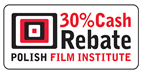 30% Cash
Rebate
POLISH FILM INSTITUTE